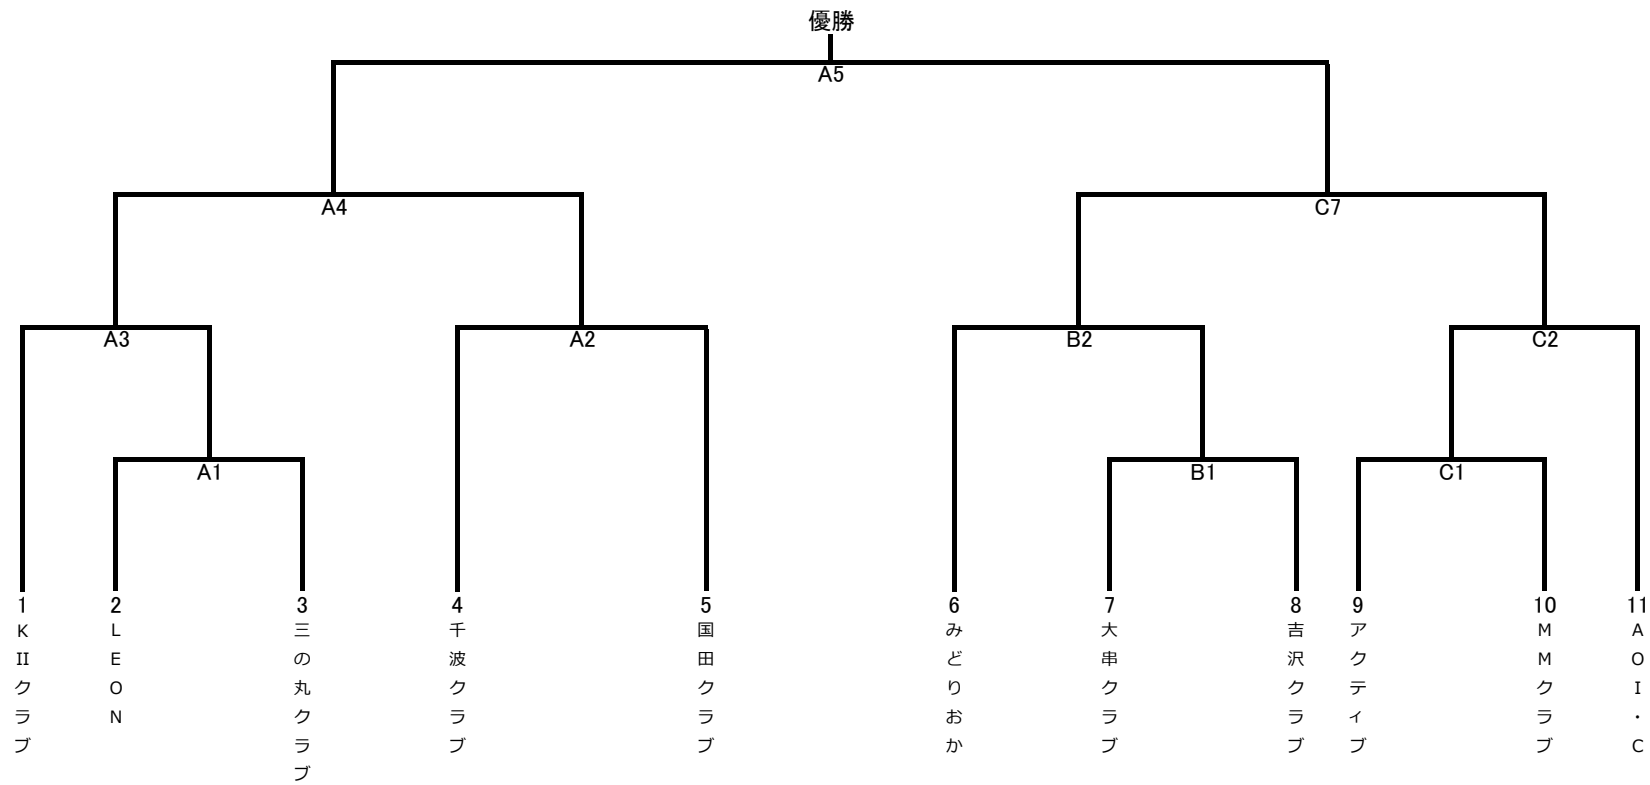 優勝
A5
A4
C7
A3
A2
B2
C2
A1
B1
C1
1
2
3
4
5
6
7
8
9
10
11
KIIクラブ
LEON
三の丸クラブ
千波クラブ
国田クラブ
みどりおか
大串クラブ
吉沢クラブ
アクティブ
MMクラブ
AOI・C